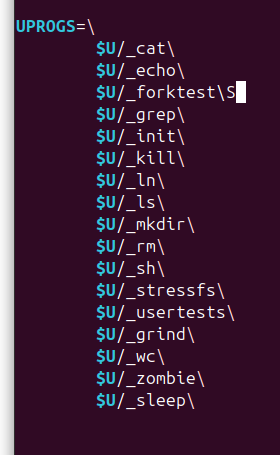 UPROGS=\
$U/_cat\
$U/_echo\
$U/_forktest\S
$U/_grep\
$U/_init\
$U/_kill\
$U/_ln\
$U/_ls\
$U/_mkdir\
$U/_rm\
$U/_sh\
$U/_stressfs\
$U/_usertests\
$U/_grind\
$U/_wc\
$U/_zombie\
$U/_sleep\